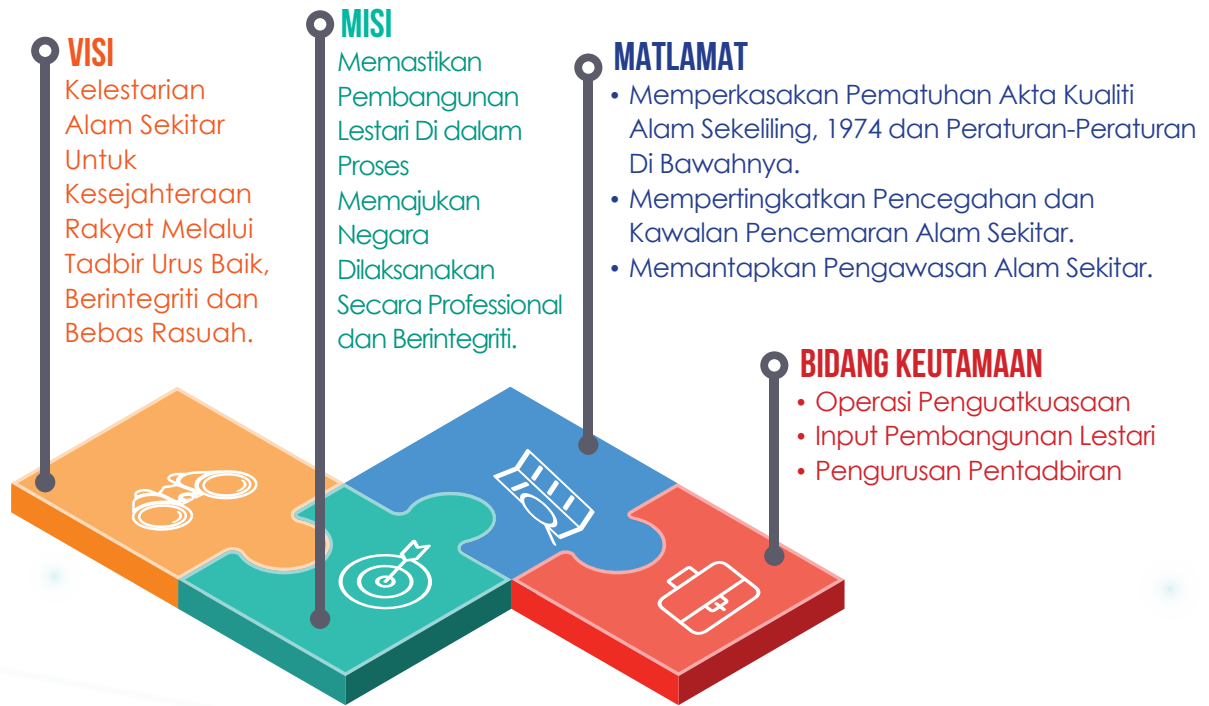 VISI
Kelestarian
Alam Sekitar
Untuk
Kesejahteraan
Rakyat Melalui
Tadbir Urus Baik,
Berintegriti dan
Bebas Rasuah.
MISI
Memastikan
Pembangunan
Lestari Di dalam
Proses
Memajukan
Negara
Dilaksanakan
Secara Professional
dan Berintegriti.
MATLAMAT
• Memperkasakan Pematuhan Akta Kualiti
Alam Sekeliling, 1974 dan Peraturan-Peraturan
Di Bawahnya.
• Mempertingkatkan Pencegahan dan
Kawalan Pencemaran Alam Sekitar.
• Memantapkan Pengawasan Alam Sekitar.
BIDANG KEUTAMAAN
• Operasi Penguatkuasaan
• Input Pembangunan Lestari
• Pengurusan Pentadbiran